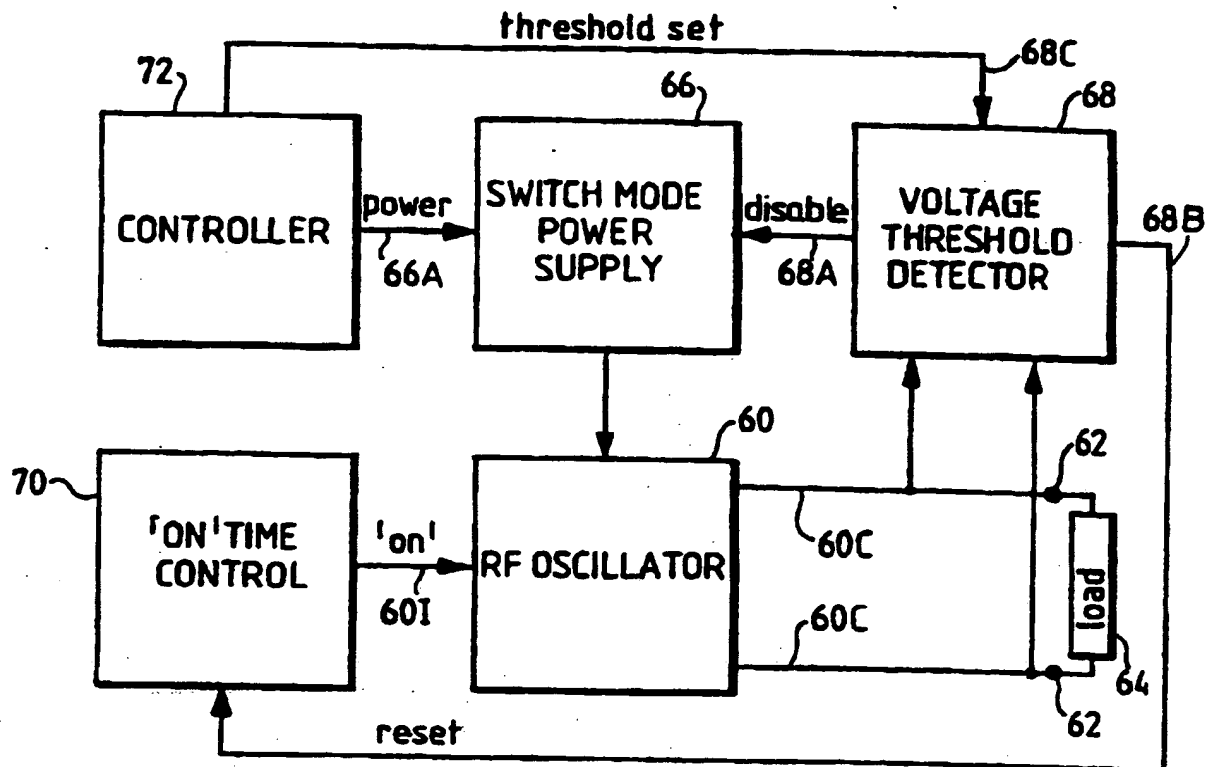 threshold set
68C
72
66
68
CONTROLLER
power
66A
SWITCH MODE
POWER
SUPPLY
disable
68A
VOLTAGE
THRESHOLD
DETECTOR
68B
60
62
70
'ON' TIME
CONTROL
'on'
60I
RF OSCILLATOR
60C
60C
load
64
62
reset